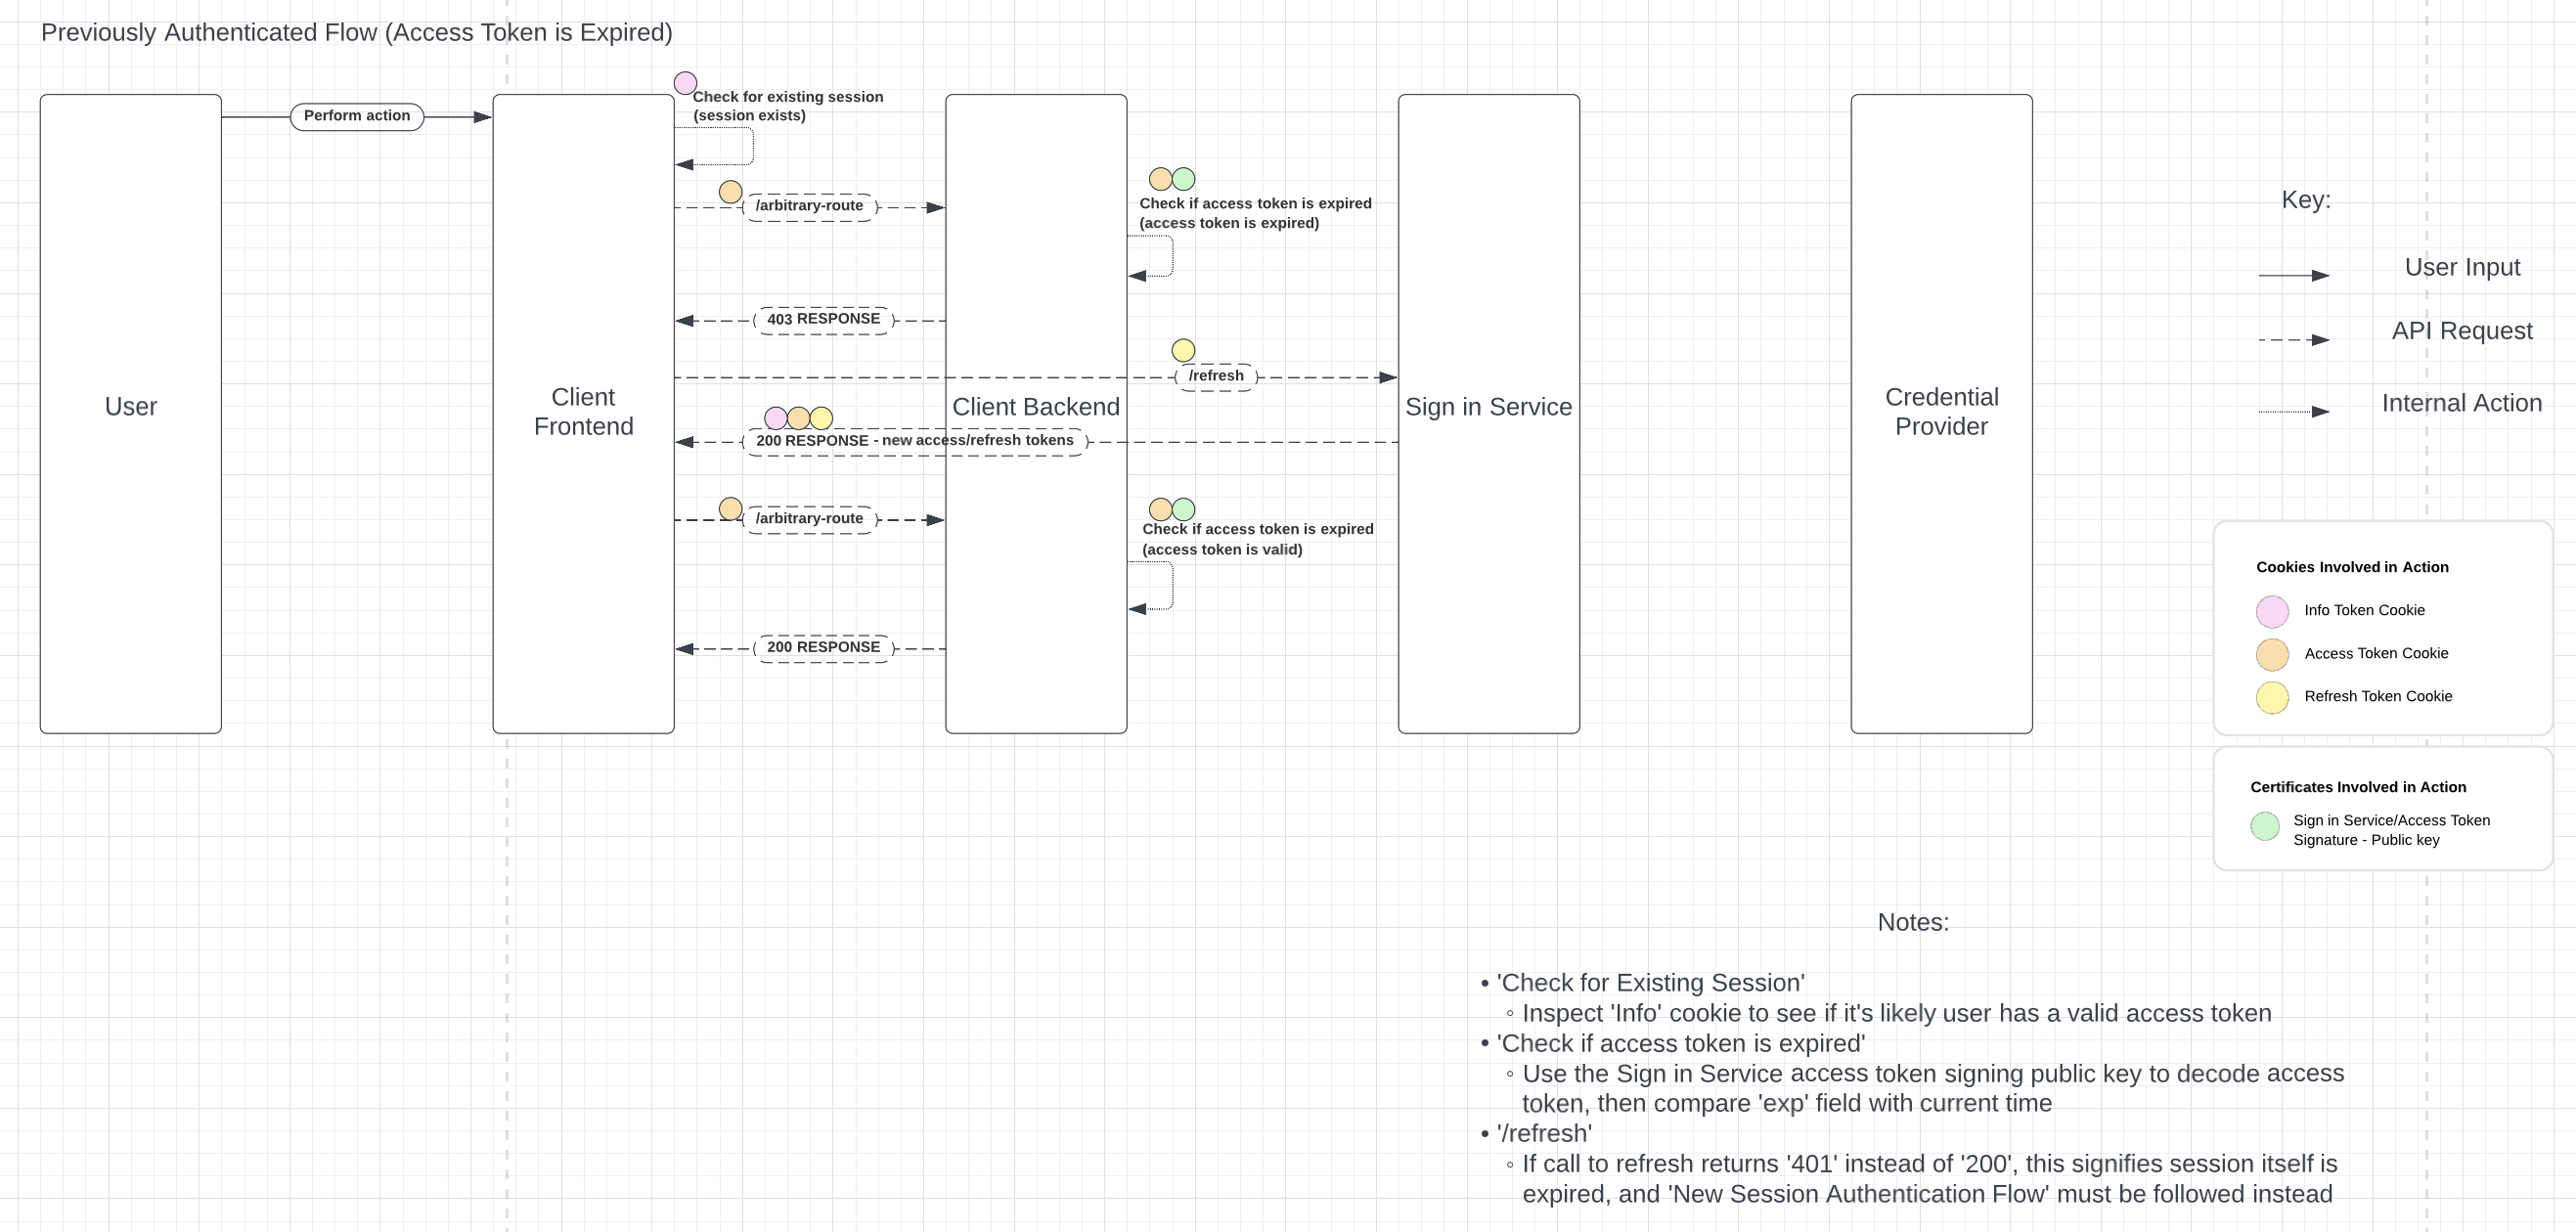 Previously Authenticated Flow (Access Token is Expired)
Perform action
Check for existing session
(session exists)
/arbitrary-route
Check if access token is expired
(access token is expired)
403 RESPONSE
/refresh
User
Client
Frontend
Client Backend
Sign in Service
Credential
Provider
200 RESPONSE - new access/refresh tokens
/arbitrary-route
Check if access token is expired
(access token is valid)
200 RESPONSE
Key:
User Input
API Request
Internal Action
Cookies Involved in Action
Info Token Cookie
Access Token Cookie
Refresh Token Cookie
Certificates Involved in Action
Sign in Service/Access Token
Signature - Public key
Notes:
• 'Check for Existing Session'
◦ Inspect 'Info' cookie to see if it's likely user has a valid access token
• 'Check if access token is expired'
◦ Use the Sign in Service access token signing public key to decode access
token, then compare 'exp' field with current time
• '/refresh'
◦ If call to refresh returns '401' instead of '200', this signifies session itself is
expired, and 'New Session Authentication Flow' must be followed instead